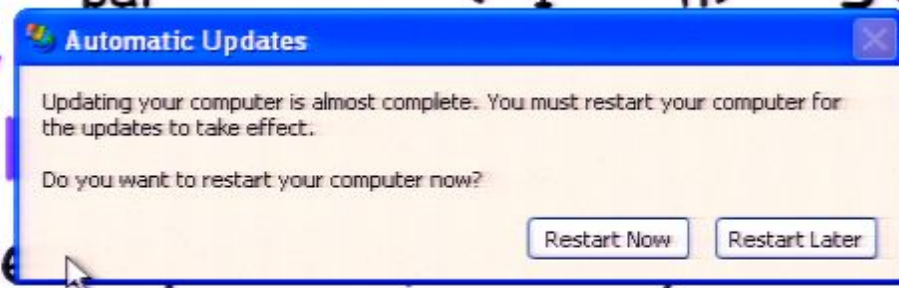 Automatic Updates
Updating your computer is almost complete. You must restart your computer for
the updates to take effect.
Do you want to restart your computer now?
Restart Now Restart Later